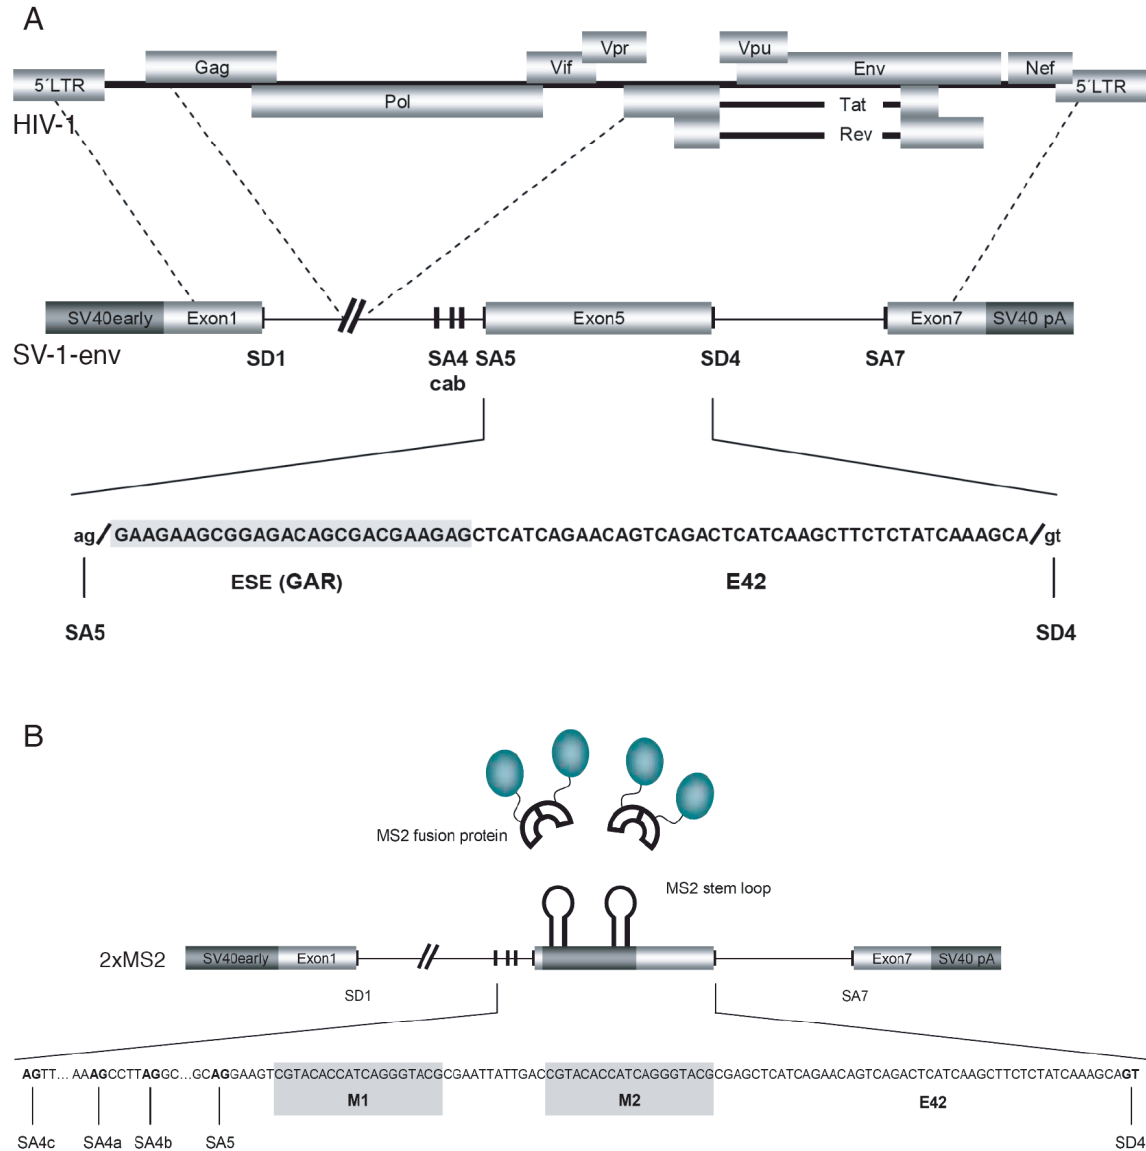 A
Vpr
Vpu
Gag
Vif
Env
Nef
5´LTR
5´LTR
Pol
Tat
HIV-1
Rev
SV40early
Exon1
Exon5
Exon7
SV40 pA
SV-1-env
SD1
SA4
cab
SA5
SD4
SA7
ag/GAAGAAGCGGAGACAGCGACGAAGAGCTCATCAGAACAGTCAGACTCATCAAGCTTCTCTATCAAAGCA/gt
ESE (GAR)
E42
SA5
SD4
B
MS2 fusion protein
MS2 stem loop
2xMS2
SV40early
Exon1
Exon7
SV40 pA
SD1
SA7
AGTT... AAAGCCTTAGGC...GCAGGAAGTCGTACACCATCAGGGTACGCGAATTATTGACCGTACACCATCAGGGTACGCGAGCTCATCAGAACAGTCAGACTCATCAAGCTTCTCTATCAAAGCAGT
M1
M2
E42
SA4c
SA4a
SA4b
SA5
SD4